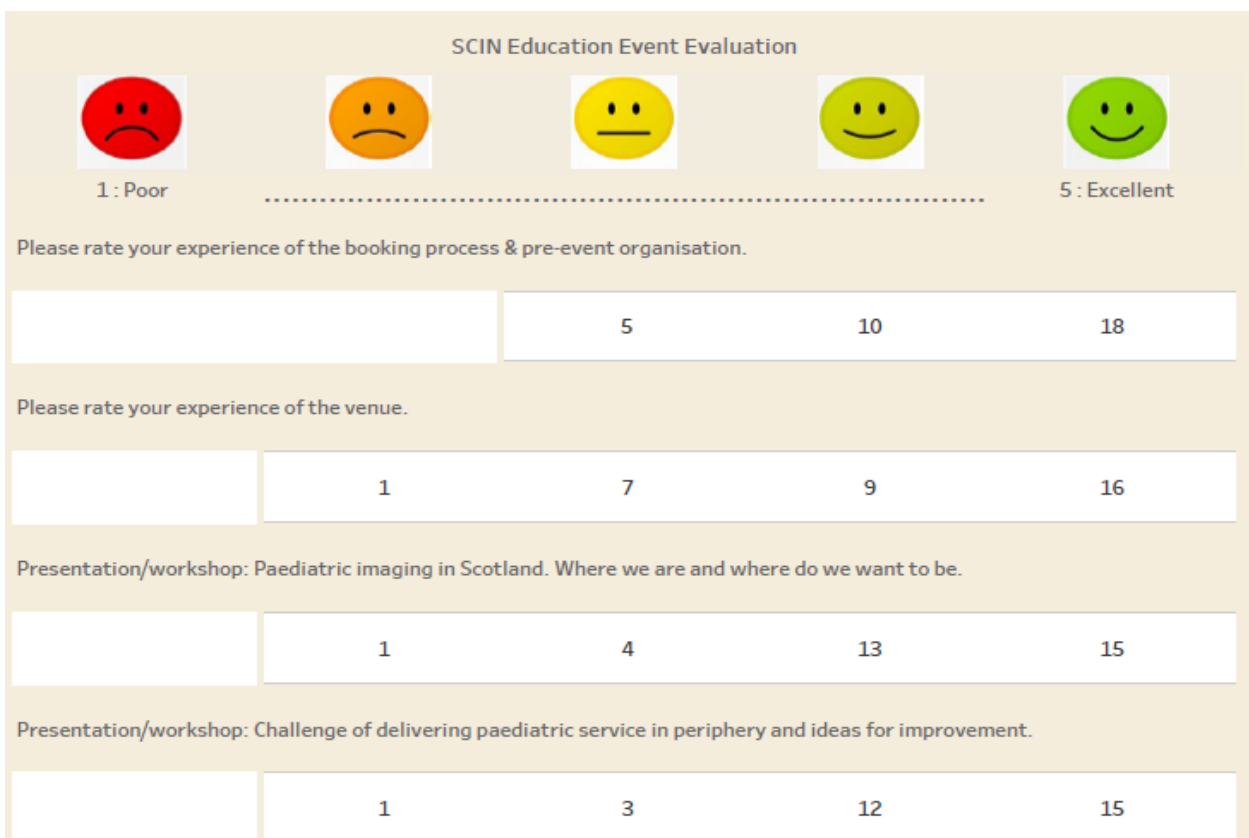 SCIN Education Event Evaluation
1 : Poor
5 : Excellent
Please rate your experience of the booking process & pre-event organisation.
5 10 18
Please rate your experience of the venue.
1 7 9 16
Presentation/workshop: Paediatric imaging in Scotland. Where we are and where do we want to be.
1 4 13 15
Presentation/workshop: Challenge of delivering paediatric service in periphery and ideas for improvement.
1 3 12 15